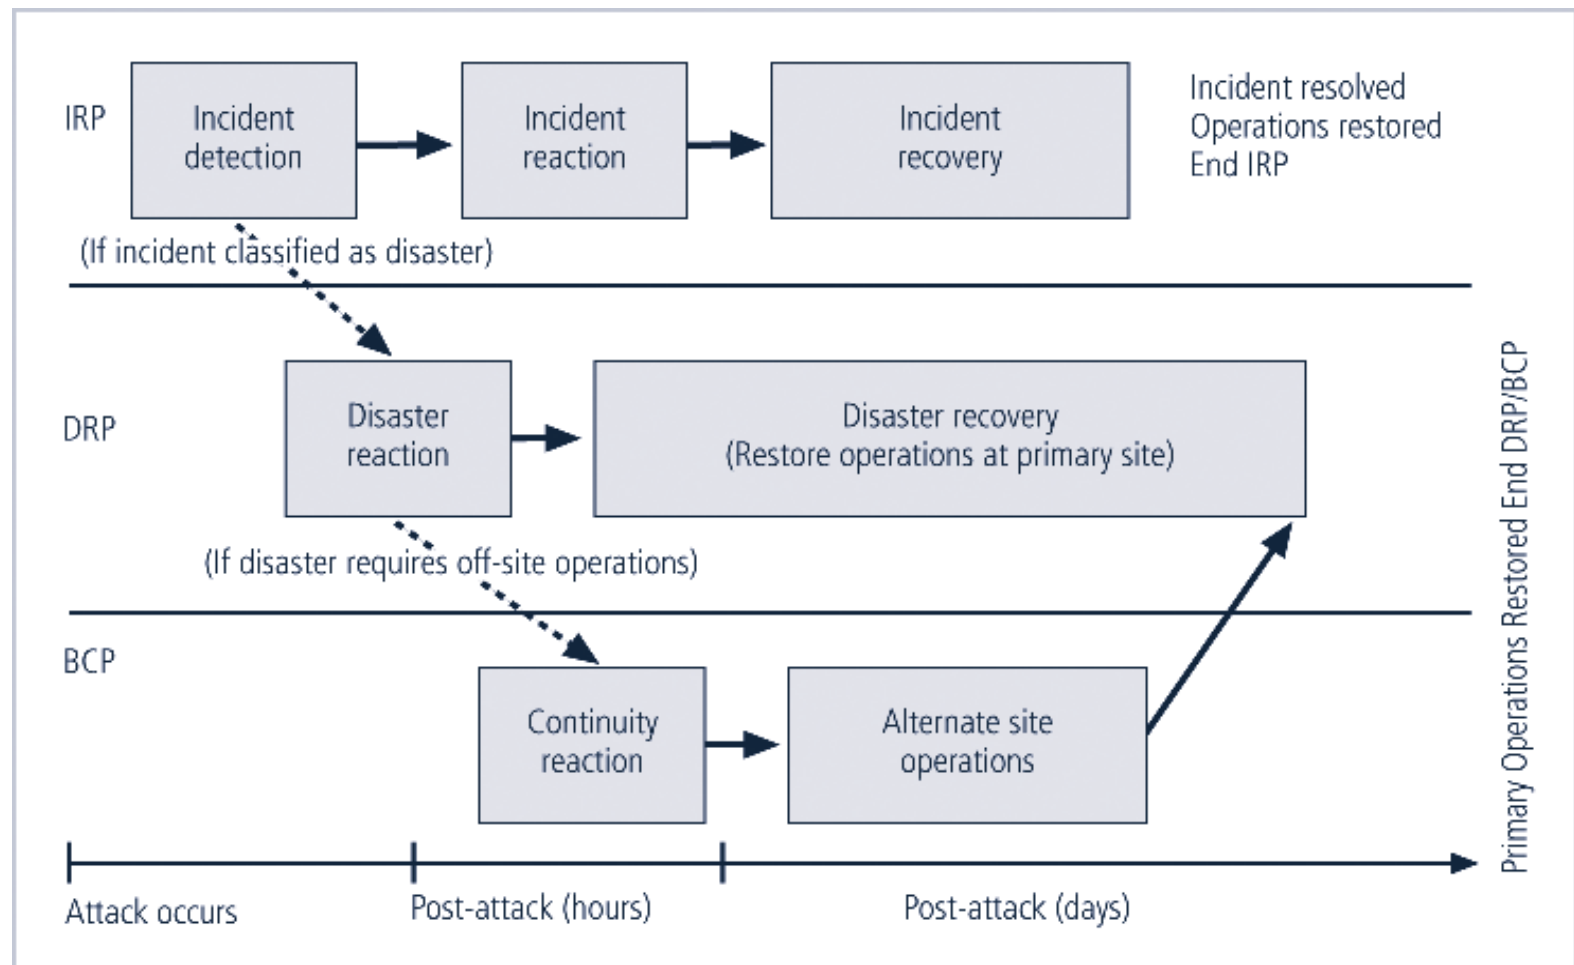 IRP
Incident
detection
Incident
reaction
Incident
recovery
Incident resolved
Operations restored
End IRP
(If incident classified as disaster)
DRP
Disaster
reaction
Disaster recovery
(Restore operations at primary site)
(If disaster requires off-site operations)
BCP
Continuity
reaction
Alternate site
operations
Primary Operations Restored End DRP/BCP
Attack occurs
Post-attack (hours)
Post-attack (days)